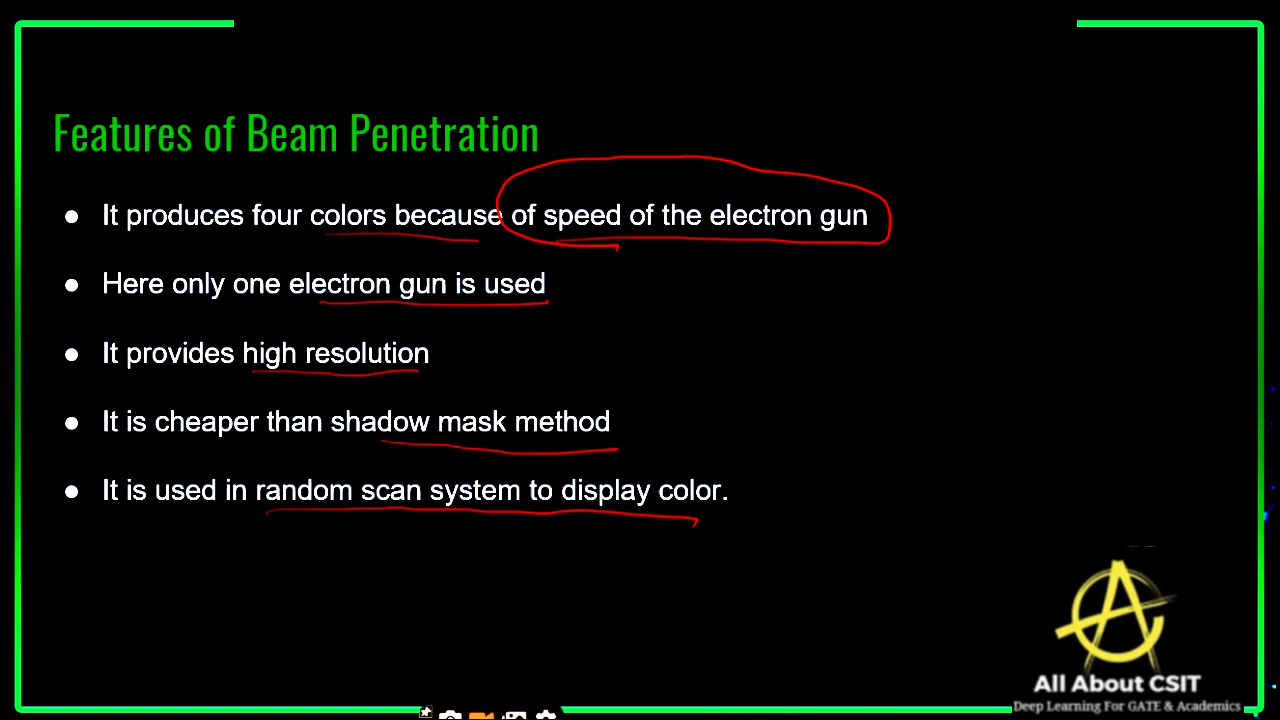 Features of Beam Penetration
● It produces four colors because of speed of the electron gun
● Here only one electron gun is used
● It provides high resolution
● It is cheaper than shadow mask method
● It is used in random scan system to display color.
All About CSIT
Deep Learning For GATE & Academics